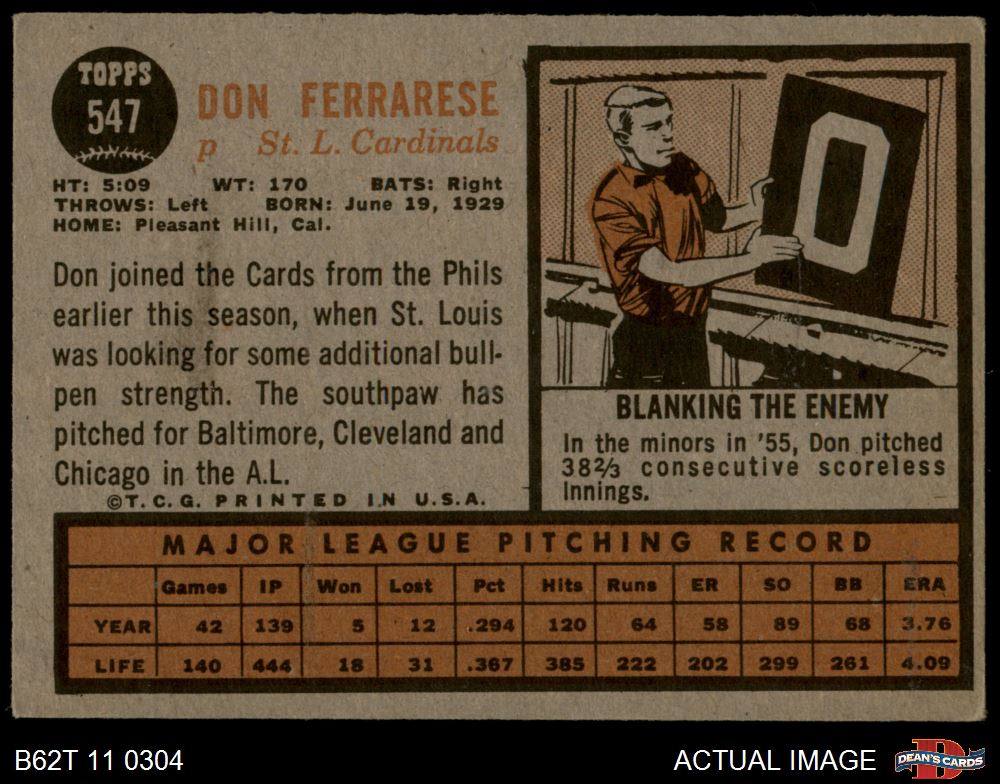 TOPPS
547
DON FERRARESE
p St. L. Cardinals
HT: 5:09 WT: 170 BATS: Right
THROWS: Left BORN: June 19, 1929
HOME: Pleasant Hill, Cal.
Don joined the Cards from the Phils
earlier this season, when St. Louis
was looking for some additional bull-
pen strength. The southpaw has
pitched for Baltimore, Cleveland and
Chicago in the A.L.
©T.C.G. PRINTED IN U.S.A.
0
BLANKING THE ENEMY
In the minors in '55, Don pitched
38⅔ consecutive scoreless
innings.
MAJOR LEAGUE PITCHING RECORD
Games IP Won Lost Pct Hits Runs ER SO BB ERA
YEAR 42 139 5 12 .294 120 64 58 89 68 3.76
LIFE 140 444 18 31 .367 385 222 202 299 261 4.09
B62T 11 0304 ACTUAL IMAGE
D
DEAN'S CARDS